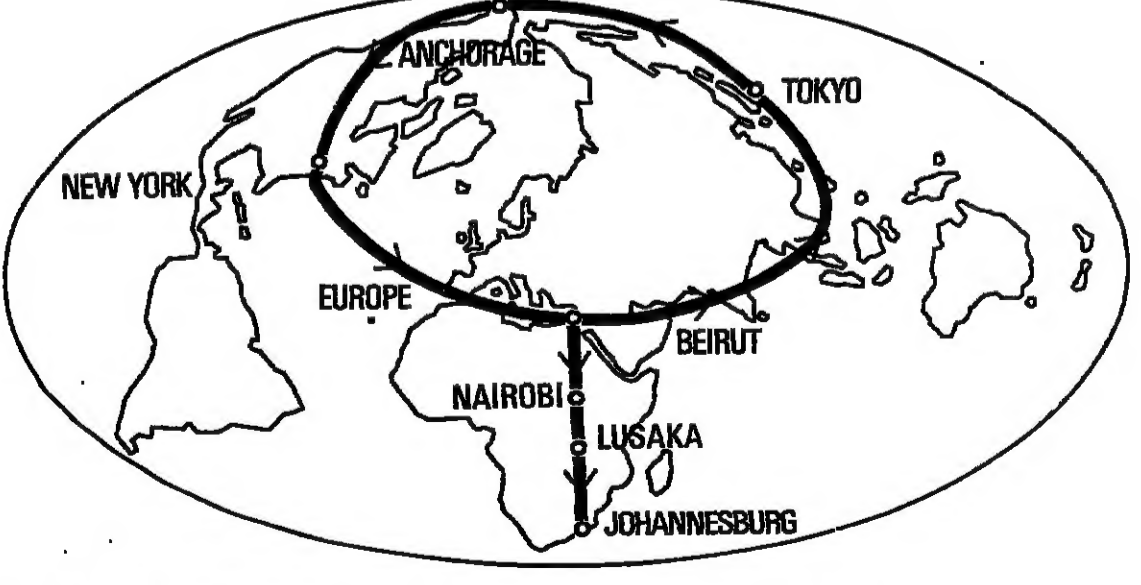 ANCHORAGE
TOKYO
NEW YORK
EUROPE
BEIRUT
NAIROBI
LUSAKA
JOHANNESBURG